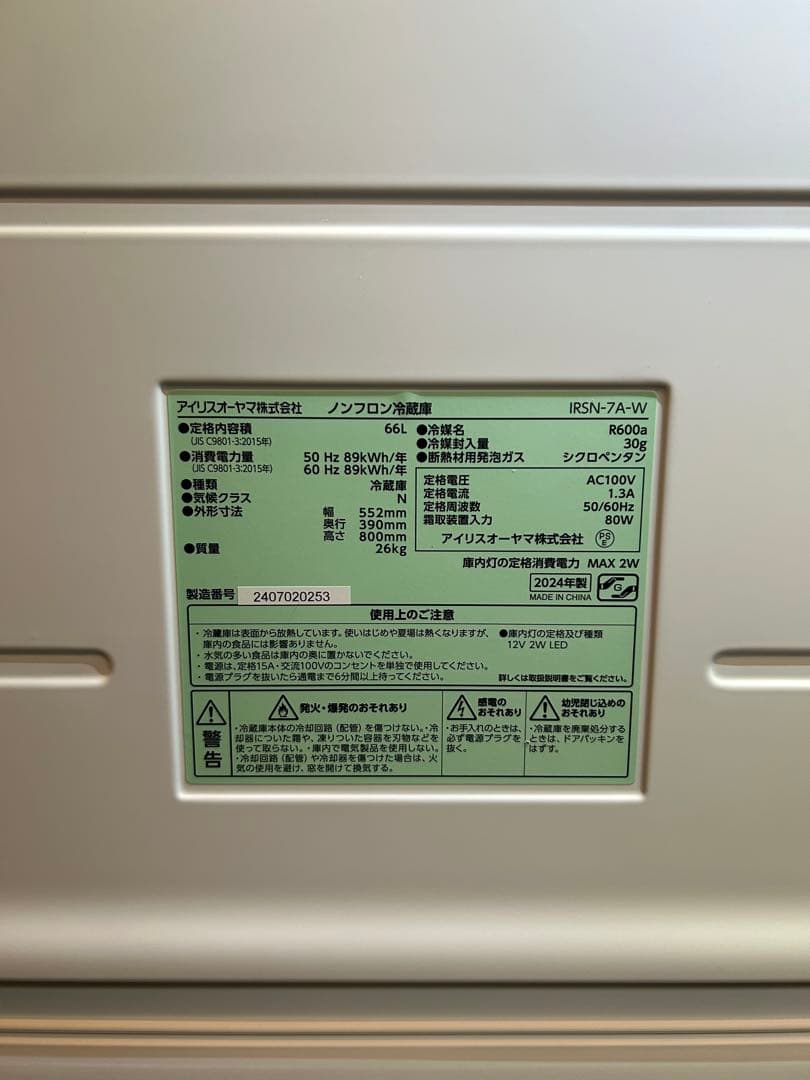 アイリスオーヤマ株式会社 ノンフロン冷蔵庫 IRSN-7A-W
●定格内容積 66L
(JIS C9801-3:2015年)
●消費電力量 50 Hz 89kWh/年
(JIS C9801-3:2015年) 60 Hz 89kWh/年
●種類 冷蔵庫
●気候クラス N
●外形寸法 幅 552mm
奥行 390mm
高さ 800mm
●質量 26kg
●冷媒名 R600a
●冷媒封入量 30g
●断熱材用発泡ガス シクロペンタン
定格電圧 AC100V
定格電流 1.3A
定格周波数 50/60Hz
霜取装置入力 80W
アイリスオーヤマ株式会社 PSE
庫内灯の定格消費電力 MAX 2W
製造番号 2407020253
2024年製
MADE IN CHINA
G
使用上のご注意
・冷蔵庫は表面から放熱しています。使いはじめや夏場は熱くなりますが、
庫内の食品には影響ありません。
・水気の多い食品は庫内の奥に置かないでください。
・電源は、定格15A・交流100Vのコンセントを単独で使用してください。
・電源プラグを抜いたら通電まで6分間以上待ってください。
●庫内灯の定格及び種類
12V 2W LED
詳しくは取扱説明書をご覧ください。
警告
発火・爆発のおそれあり
・冷蔵庫本体の冷却回路（配管）を傷つけない。・冷
却器についた霜や、凍りついた容器を刃物などを
使って取らない。・庫内で電気製品を使用しない。
・冷却回路（配管）や冷却器を傷つけた場合は、火
気の使用を避け、窓を開けて換気する。
感電の
おそれあり
・お手入れのときは、
必ず電源プラグを
抜く。
幼児閉じ込めの
おそれあり
・冷蔵庫を廃棄処分する
ときは、ドアパッキンを
はずす。